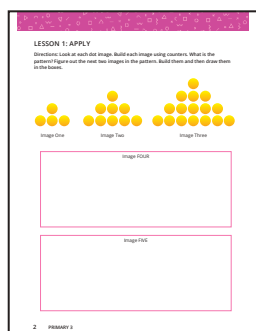 LESSON 1: APPLY
Directions: Look at each dot image. Build each image using counters. What is the
pattern? Figure out the next two images in the pattern. Build them and then draw them
in the boxes.
Image One
Image Two
Image Three
Image FOUR
Image FIVE
2 PRIMARY 3